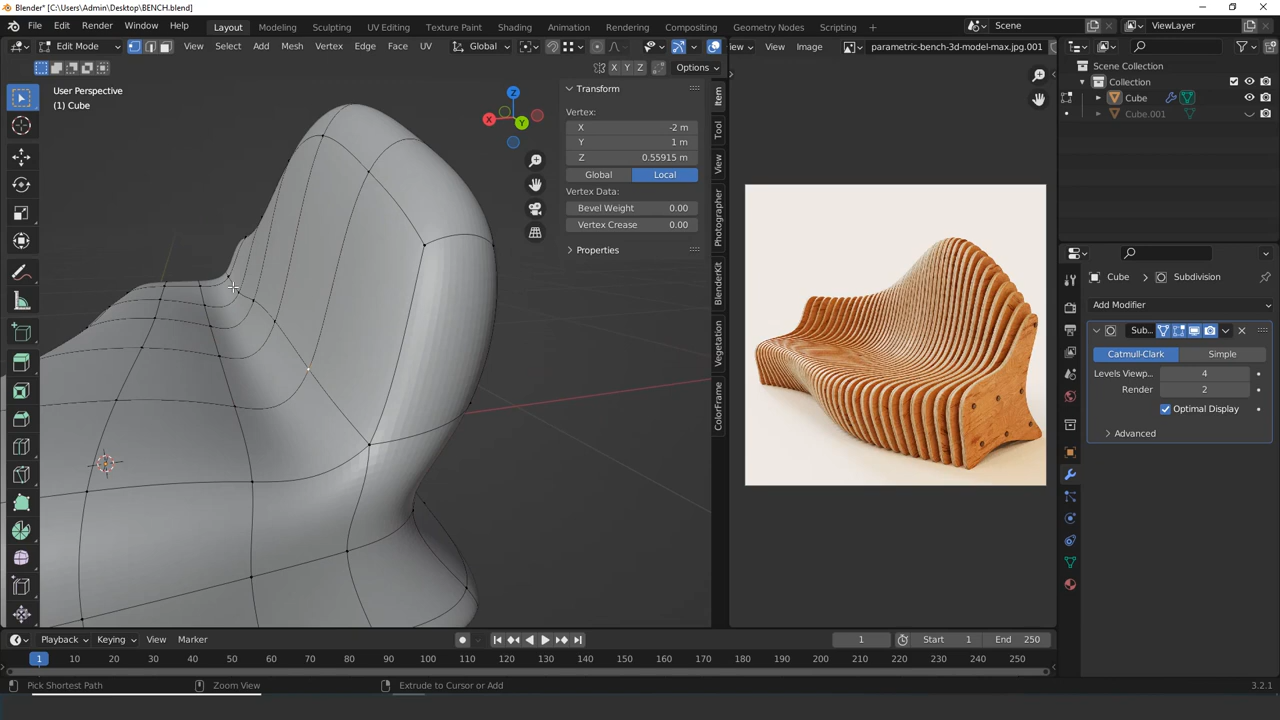 Blender* [C:\Users\Admin\Desktop\BENCH.blend]
File Edit Render Window Help Layout Modeling Sculpting UV Editing Texture Paint Shading Animation Rendering Compositing Geometry Nodes Scripting Scene ViewLayer
Edit Mode View Select Add Mesh Vertex Edge Face UV Global View Image parametric-bench-3d-model-max.jpg.001
X Y Z Options
User Perspective
(1) Cube
Z
X
Y
Transform
Vertex:
X -2 m
Y 1 m
Z 0.55915 m
Global Local
Vertex Data:
Bevel Weight 0.00
Vertex Crease 0.00
Properties
Item
Tool
View
Photographer
BlenderKit
Vegetation
ColorFrame
Scene Collection
Collection
Cube
Cube.001
Cube Subdivision
Add Modifier
Sub..
Catmull-Clark Simple
Levels Viewp... 4
Render 2
Optimal Display
Advanced
Playback Keying View Marker 1 Start 1 End 250
1 10 20 30 40 50 60 70 80 90 100 110 120 130 140 150 160 170 180 190 200 210 220 230 240 250
Pick Shortest Path Zoom View Extrude to Cursor or Add 3.2.1